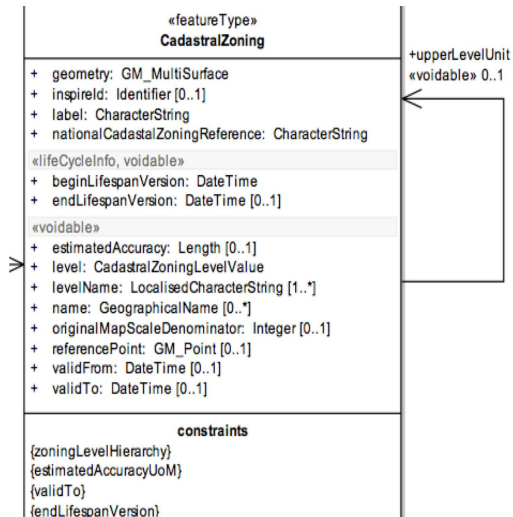 «featureType»
CadastralZoning
+ geometry: GM_MultiSurface
+ inspireId: Identifier [0..1]
+ label: CharacterString
+ nationalCadastalZoningReference: CharacterString
«lifeCycleInfo, voidable»
+ beginLifespanVersion: DateTime
+ endLifespanVersion: DateTime [0..1]
«voidable»
+ estimatedAccuracy: Length [0..1]
+ level: CadastralZoningLevelValue
+ levelName: LocalisedCharacterString [1..*]
+ name: GeographicalName [0..*]
+ originalMapScaleDenominator: Integer [0..1]
+ referencePoint: GM_Point [0..1]
+ validFrom: DateTime [0..1]
+ validTo: DateTime [0..1]
constraints
{zoningLevelHierarchy}
{estimatedAccuracyUoM}
{validTo}
{endLifespanVersion}
+upperLevelUnit
«voidable» 0..1